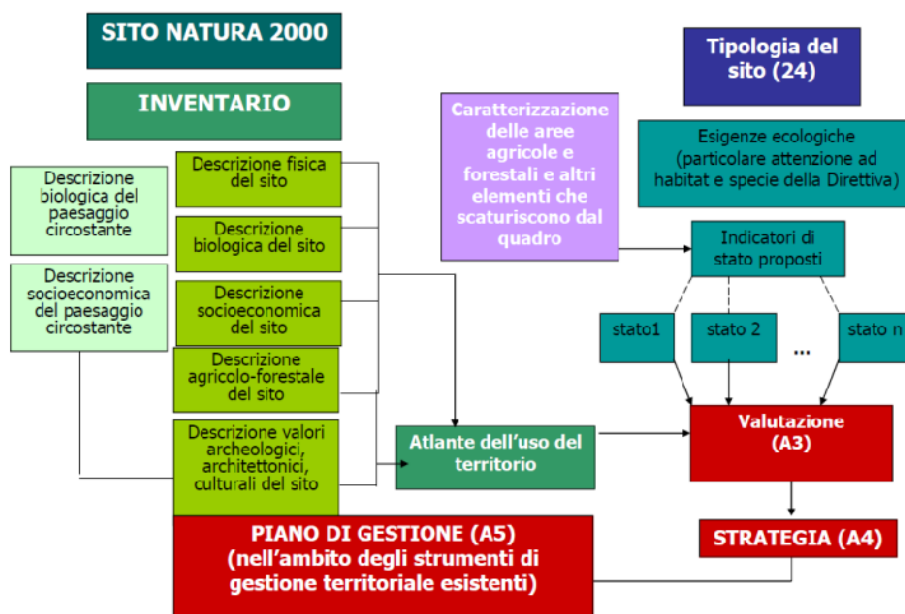 SITO NATURA 2000
INVENTARIO
Descrizione
biologica del
paesaggio
circostante
Descrizione
socioeconomica
del paesaggio
circostante
Descrizione fisica
del sito
Descrizione
biologica del sito
Descrizione
socioeconomica
del sito
Descrizione
agricolo-forestale
del sito
Descrizione valori
archeologici,
architettonici,
culturali del sito
Caratterizzazione
delle aree
agricole e
forestali e altri
elementi che
scaturiscono dal
quadro
Tipologia del
sito (24)
Esigenze ecologiche
(particolare attenzione ad
habitat e specie della Direttiva)
Indicatori di
stato proposti
stato1
stato 2
...
stato n
Atlante dell'uso del
territorio
Valutazione
(A3)
STRATEGIA (A4)
PIANO DI GESTIONE (A5)
(nell'ambito degli strumenti di
gestione territoriale esistenti)